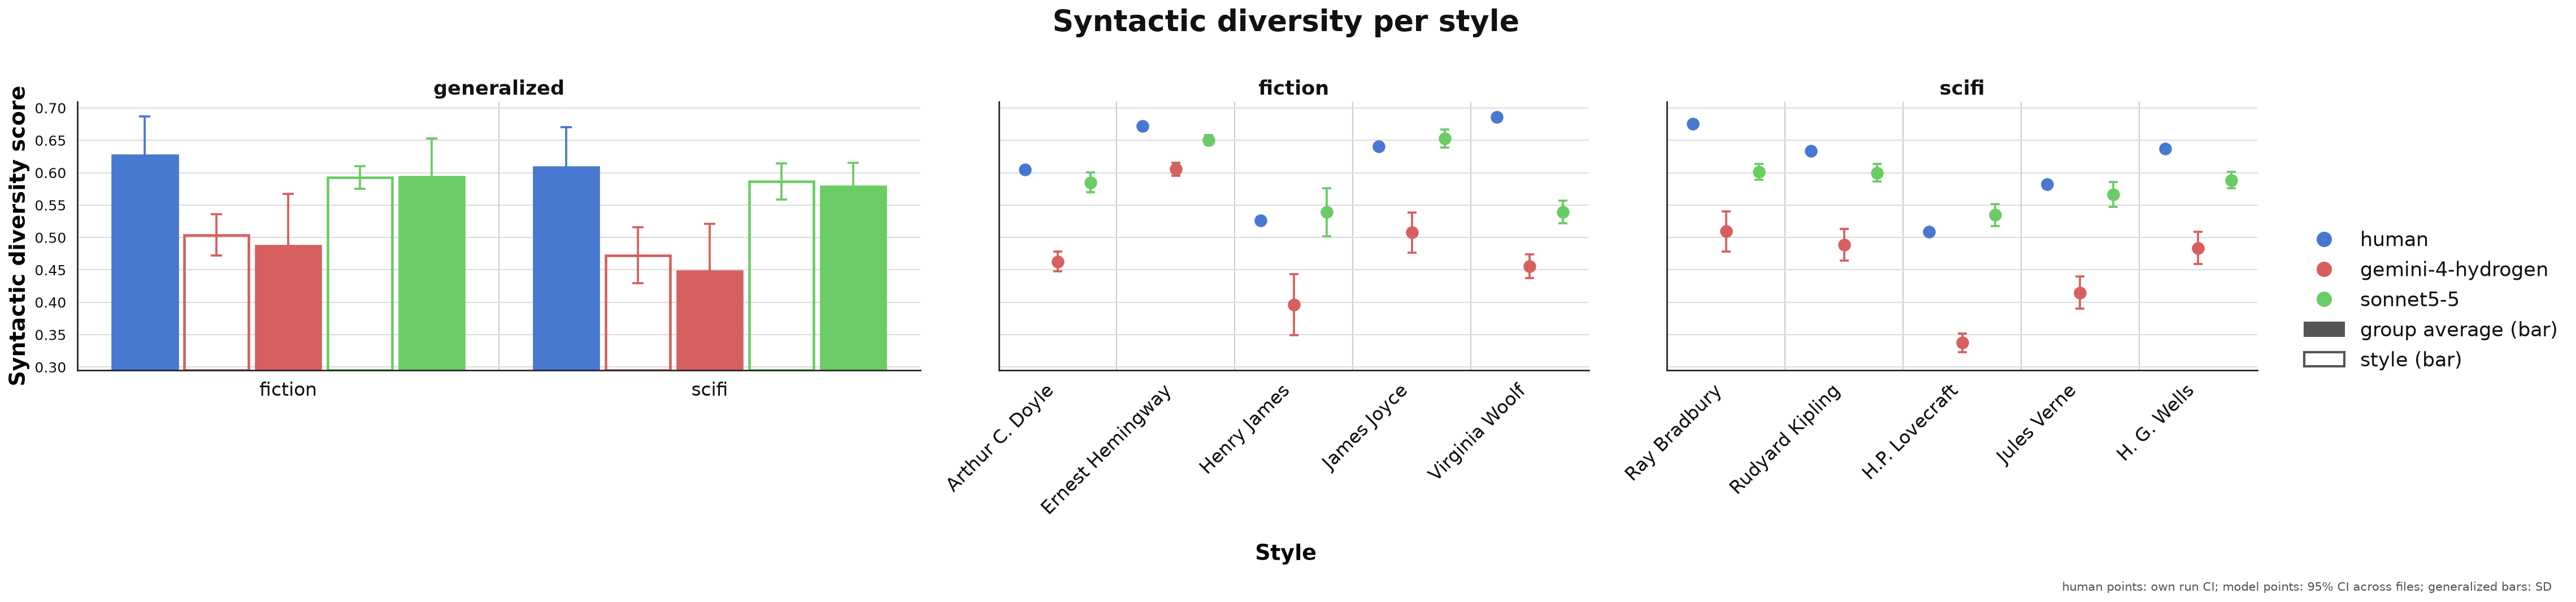 Syntactic diversity per style
generalized
fiction
scifi
Syntactic diversity score
0.70
0.65
0.60
0.55
0.50
0.45
0.40
0.35
0.30
fiction
scifi
Arthur C. Doyle
Ernest Hemingway
Henry James
James Joyce
Virginia Woolf
Ray Bradbury
Rudyard Kipling
H.P. Lovecraft
Jules Verne
H. G. Wells
human
gemini-4-hydrogen
sonnet5-5
group average (bar)
style (bar)
Style
human points: own run CI; model points: 95% CI across files; generalized bars: SD